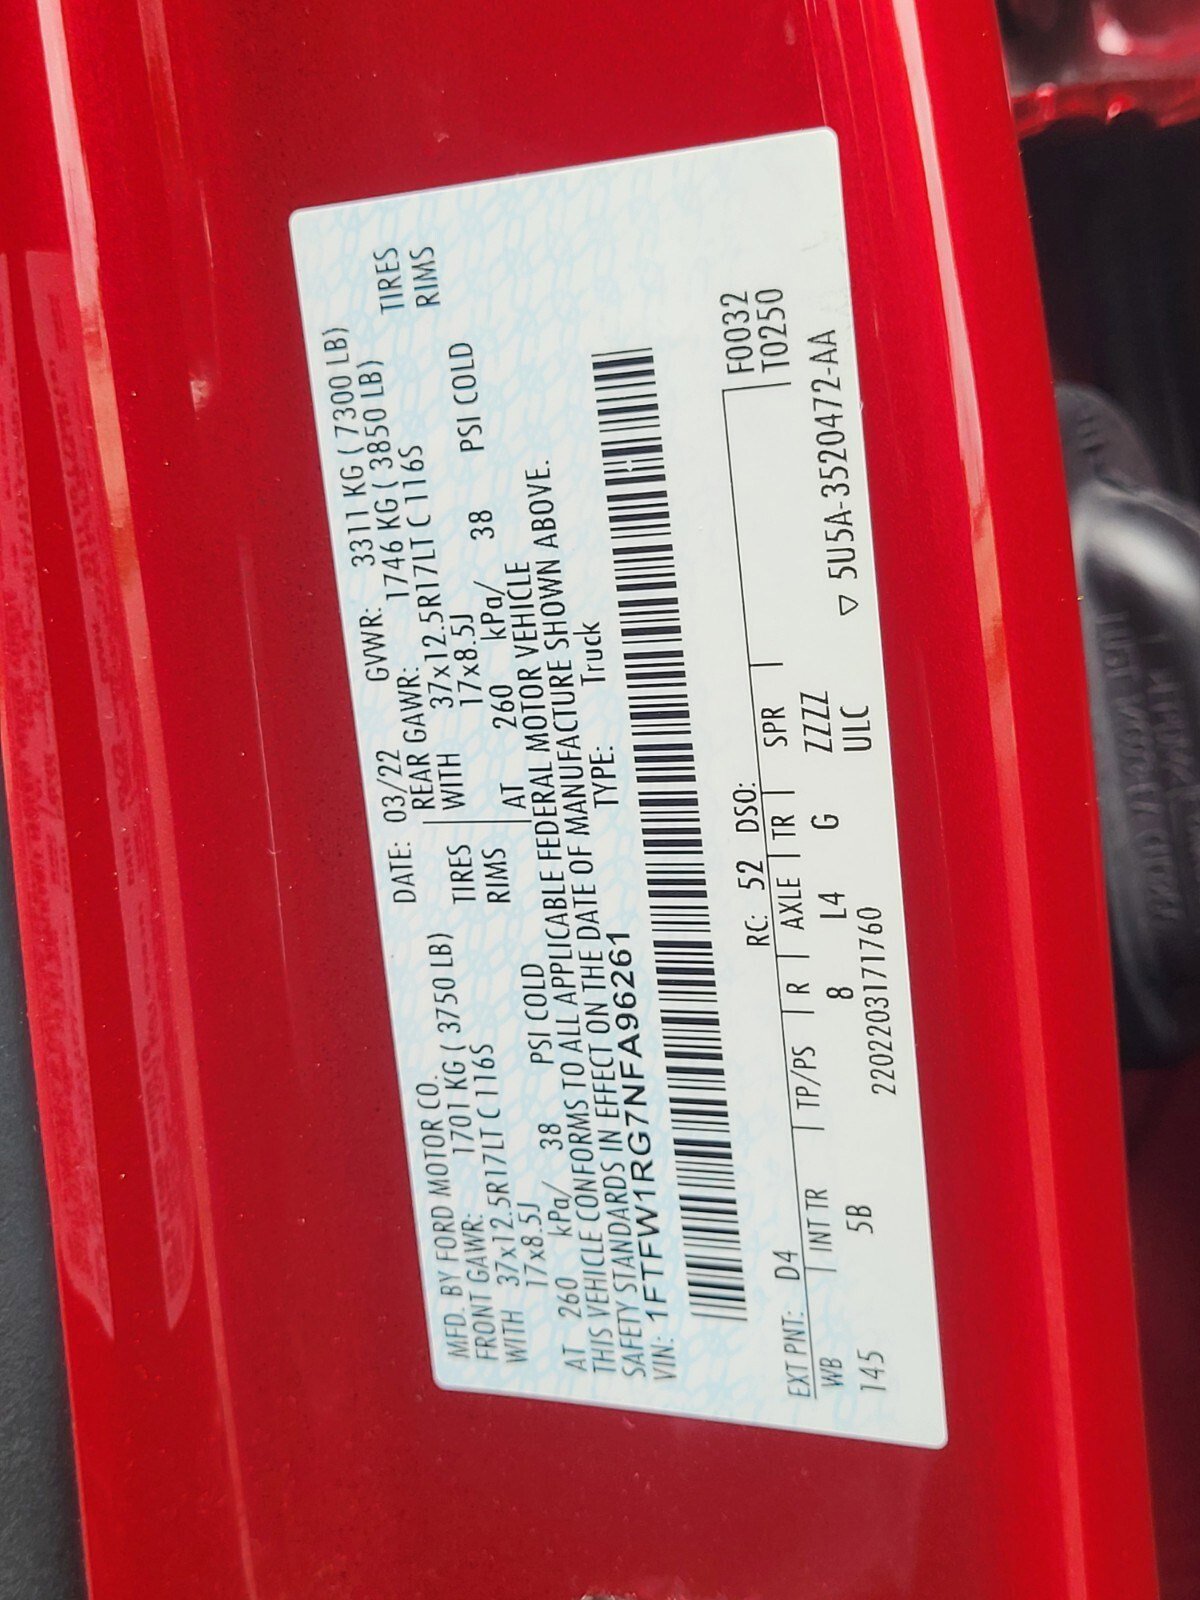 MFD. BY FORD MOTOR CO.
DATE: 03/22 GVWR: 3311 KG ( 7300 LB)
FRONT GAWR: 1701 KG ( 3750 LB)
REAR GAWR: 1746 KG ( 3850 LB)
WITH 37x12.5R17LT C 116S TIRES
WITH 37x12.5R17LT C 116S TIRES
17x8.5J RIMS
17x8.5J RIMS
AT 260 kPa/ 38 PSI COLD
AT 260 kPa/ 38 PSI COLD
THIS VEHICLE CONFORMS TO ALL APPLICABLE FEDERAL MOTOR VEHICLE
SAFETY STANDARDS IN EFFECT ON THE DATE OF MANUFACTURE SHOWN ABOVE.
VIN: 1FTFW1RG7NFA96261 TYPE: Truck
F0032
T0250
EXT PNT: D4 RC: 52 DSO:
WB INT TR TP/PS R AXLE TR SPR
145 5B 8 L4 G ZZZZ
2202203171760 ULC ▽ 5U5A-3520472-AA